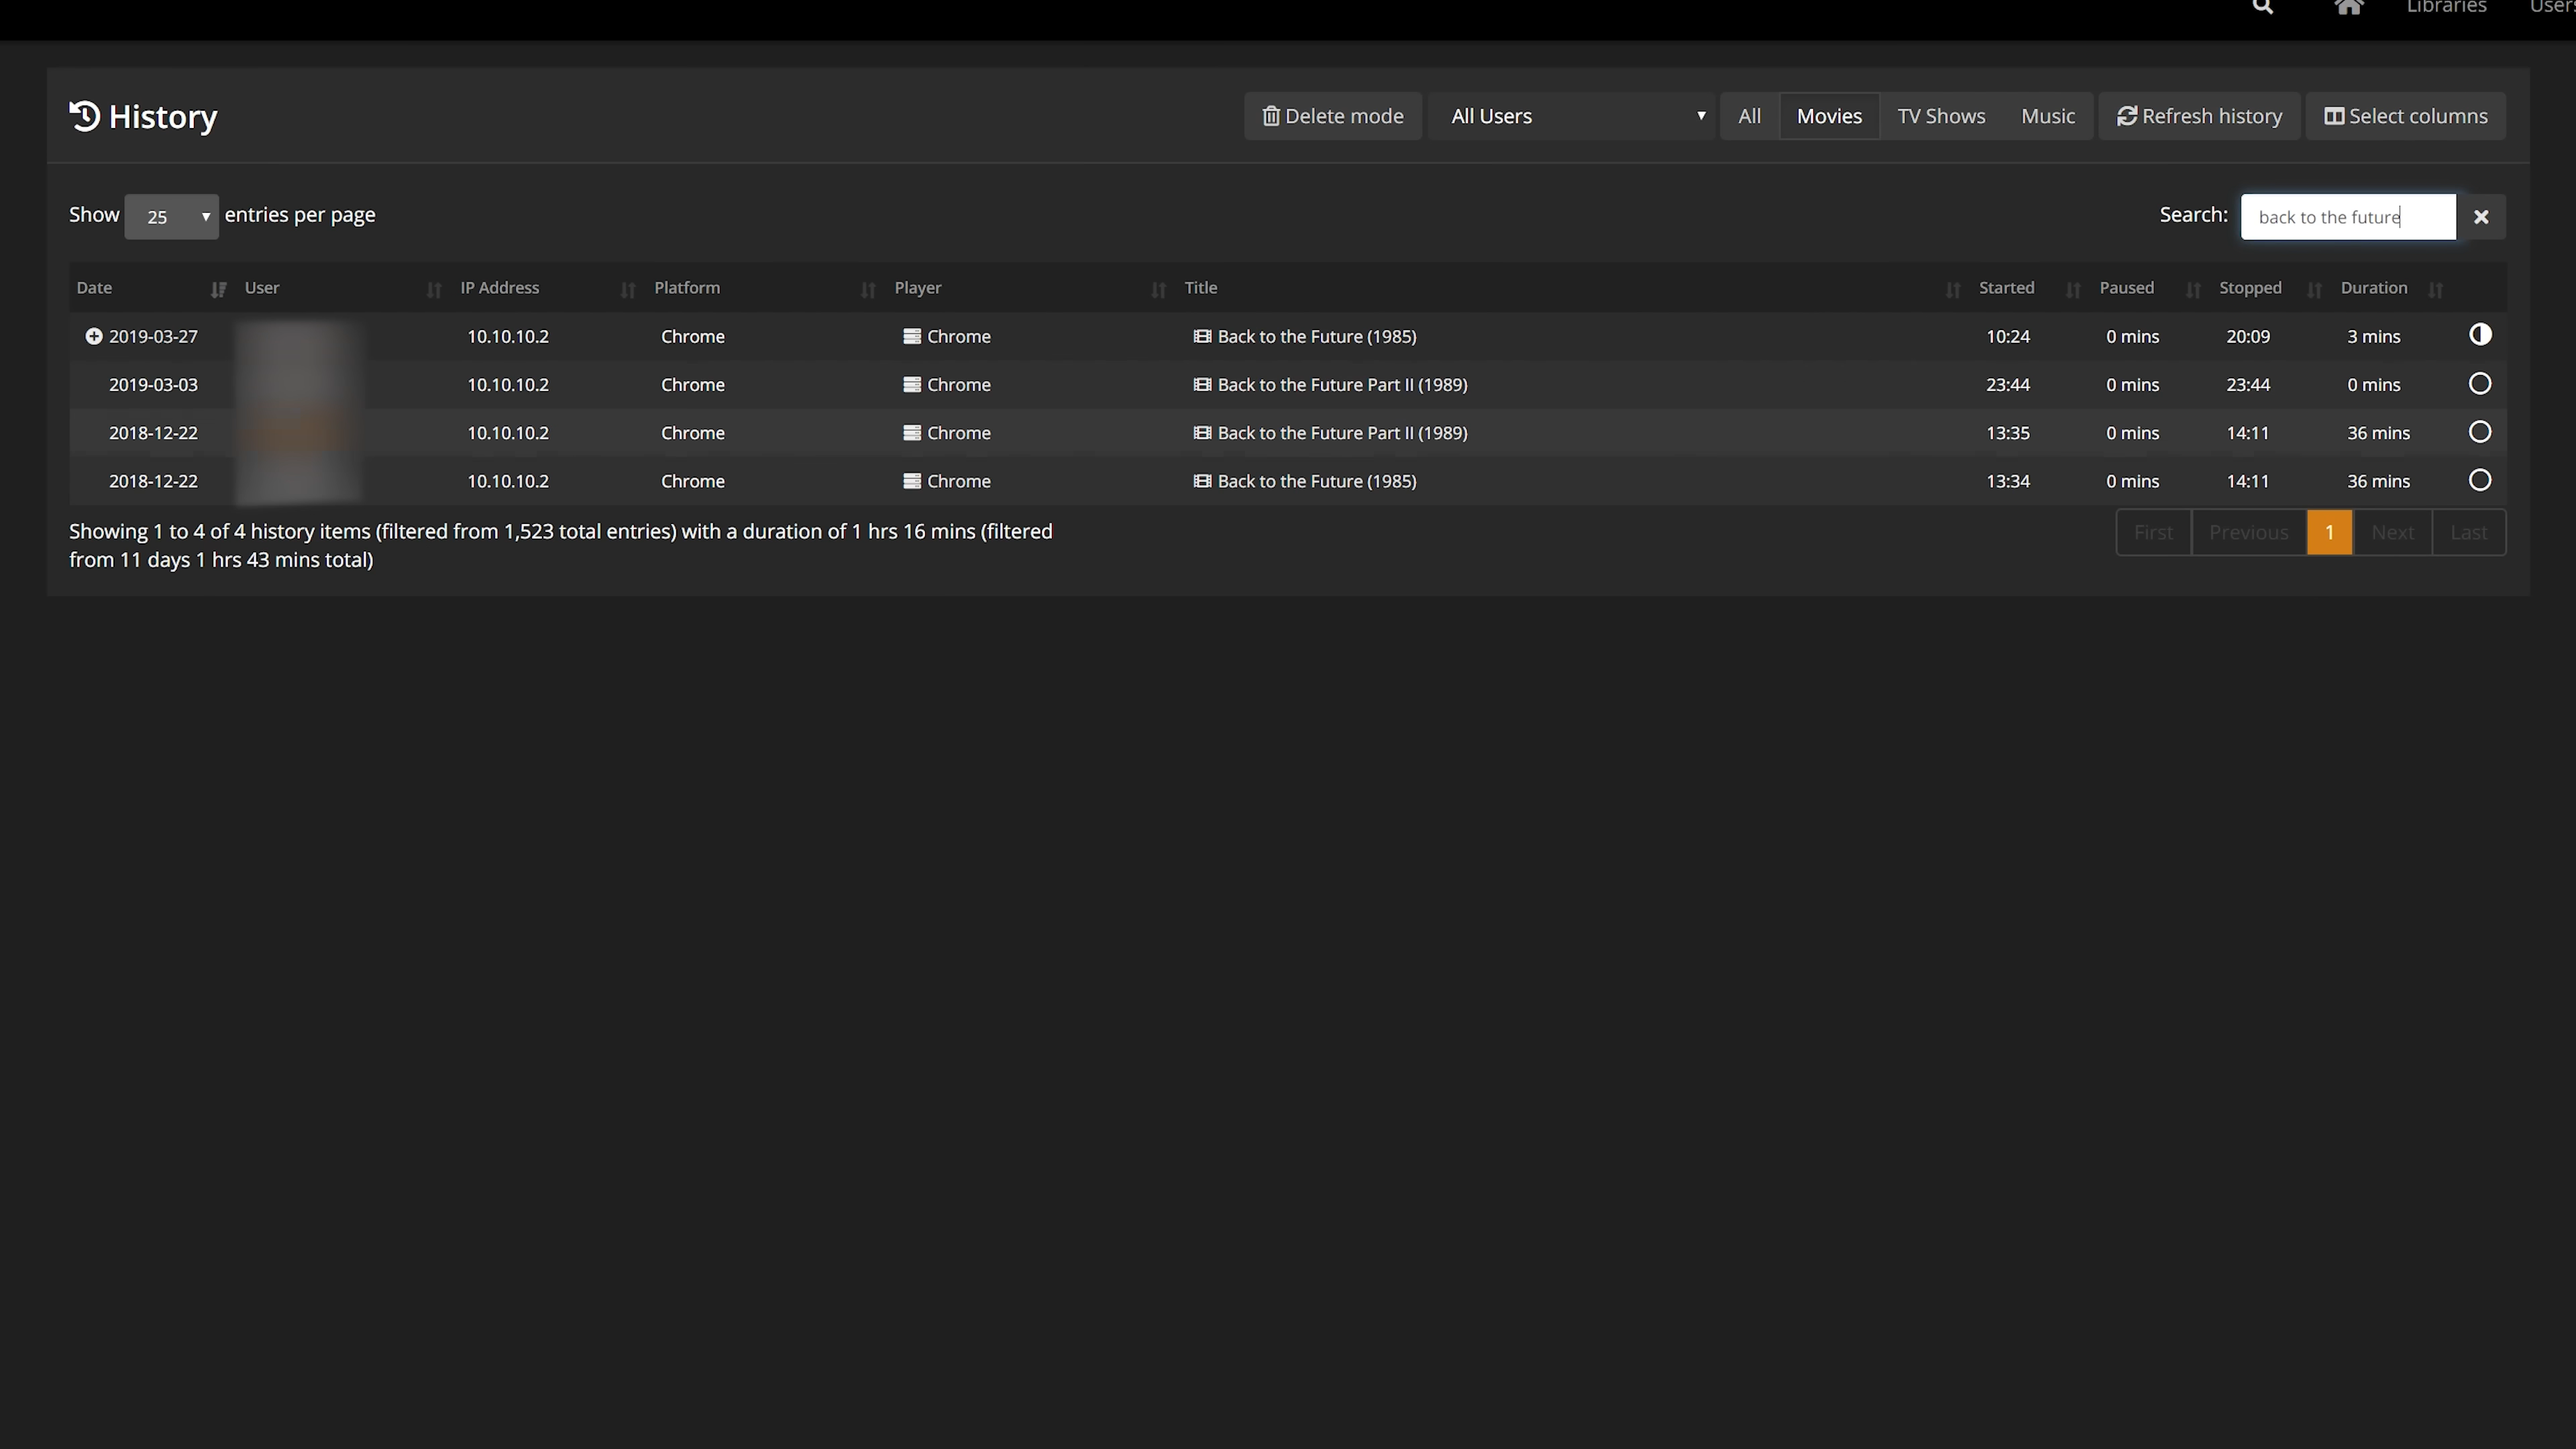 Libraries Users
History Delete mode All Users All Movies TV Shows Music Refresh history Select columns
Show 25 entries per page Search: back to the future
Date User IP Address Platform Player Title Started Paused Stopped Duration
2019-03-27 10.10.10.2 Chrome Chrome Back to the Future (1985) 10:24 0 mins 20:09 3 mins
2019-03-03 10.10.10.2 Chrome Chrome Back to the Future Part II (1989) 23:44 0 mins 23:44 0 mins
2018-12-22 10.10.10.2 Chrome Chrome Back to the Future Part II (1989) 13:35 0 mins 14:11 36 mins
2018-12-22 10.10.10.2 Chrome Chrome Back to the Future (1985) 13:34 0 mins 14:11 36 mins
Showing 1 to 4 of 4 history items (filtered from 1,523 total entries) with a duration of 1 hrs 16 mins (filtered
from 11 days 1 hrs 43 mins total)
First Previous 1 Next Last